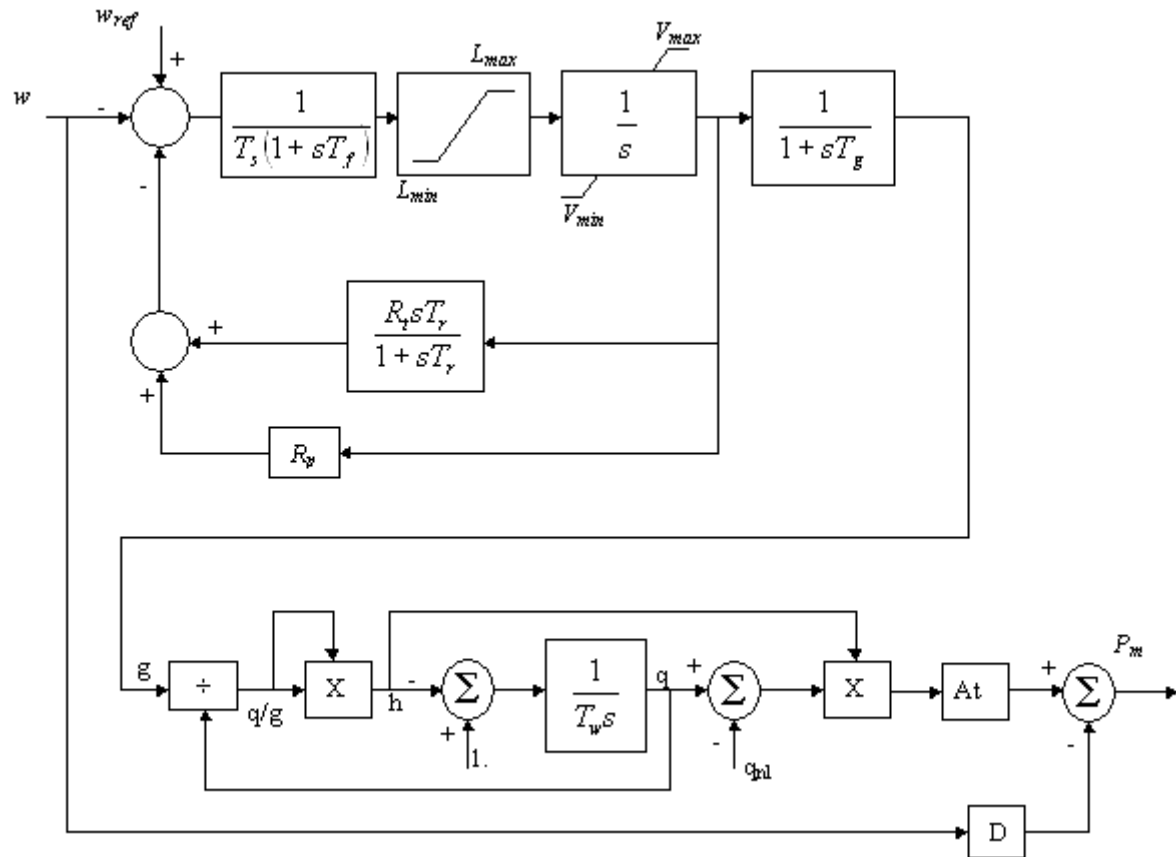 w_ref
+
w
-
-
1
T_s(1 + sT_f)
L_max
L_min
1
s
V_max
V_min
1
1 + sT_g
+
R_t sT_r
1 + sT_r
+
R_p
g
÷
q/g
X
h
-
Σ
+
1.
1
T_w s
q
+
Σ
-
q_nl
X
At
+
Σ
-
P_m
D